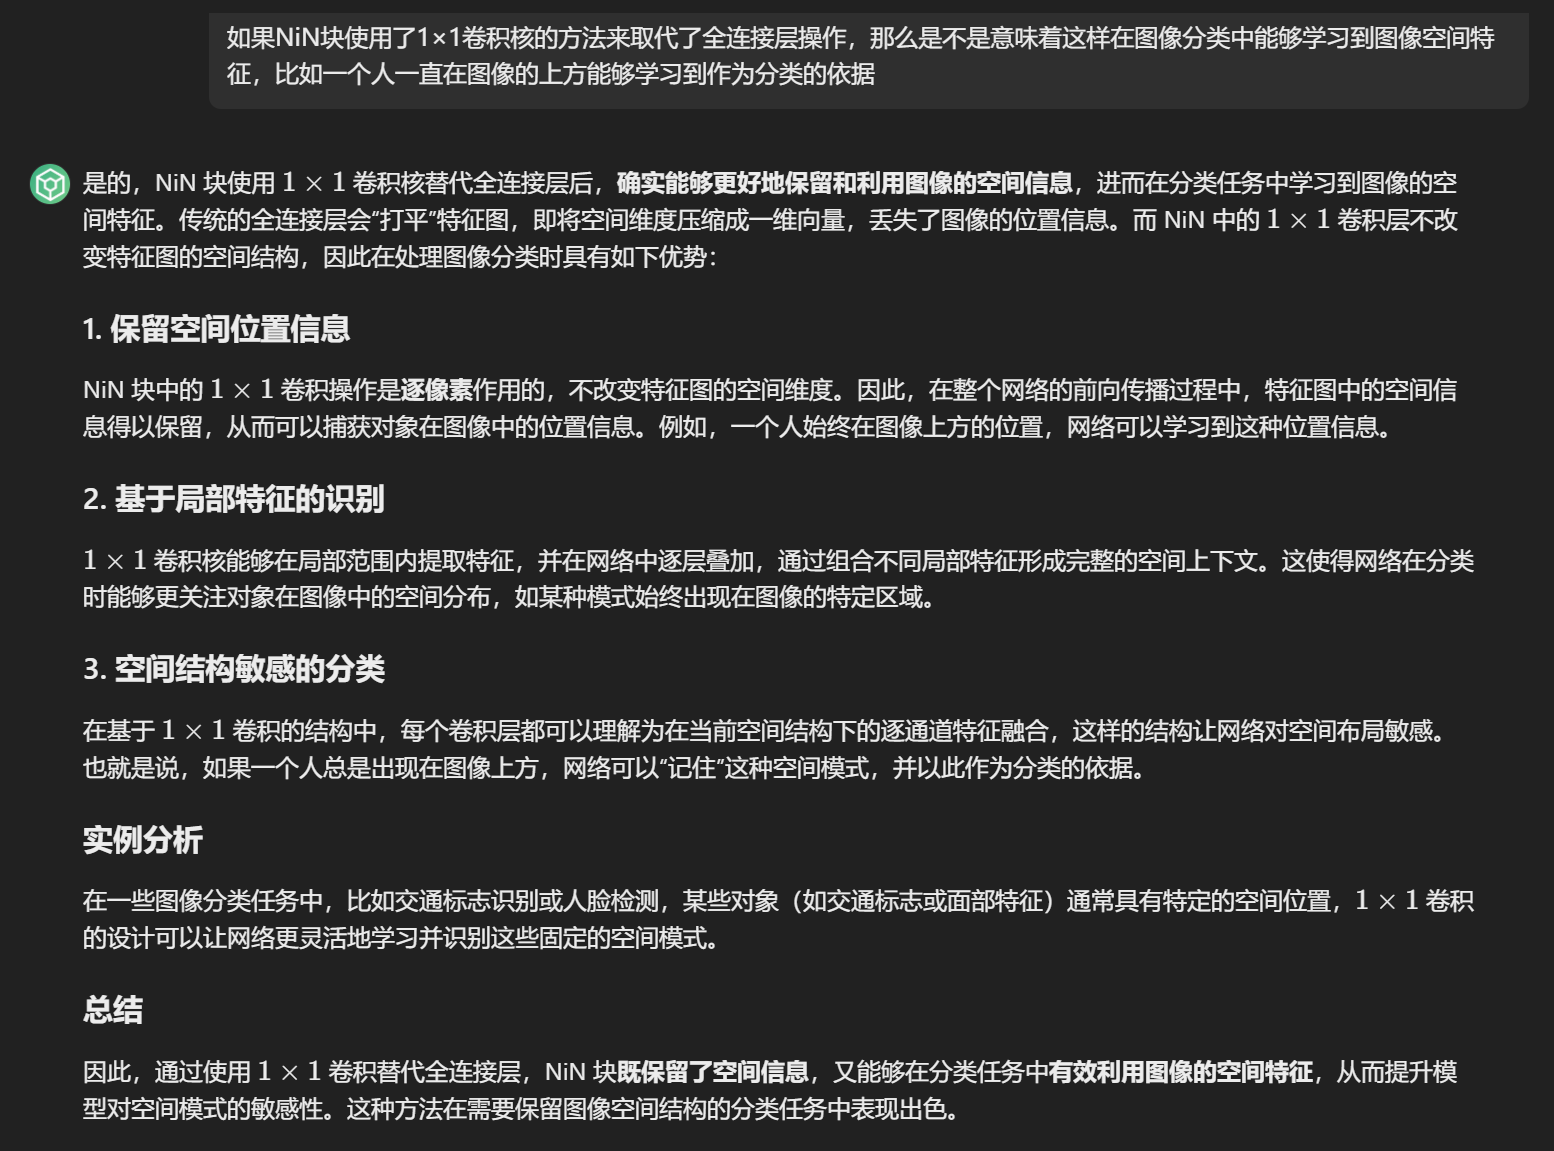 如果NiN块使用了1×1卷积核的方法来取代了全连接层操作，那么是不是意味着这样在图像分类中能够学习到图像空间特
征，比如一个人一直在图像的上方能够学习到作为分类的依据
是的，NiN 块使用 1 × 1 卷积核替代全连接层后，确实能够更好地保留和利用图像的空间信息，进而在分类任务中学习到图像的空
间特征。传统的全连接层会“打平”特征图，即将空间维度压缩成一维向量，丢失了图像的位置信息。而 NiN 中的 1 × 1 卷积层不改
变特征图的空间结构，因此在处理图像分类时具有如下优势：
1. 保留空间位置信息
NiN 块中的 1 × 1 卷积操作是逐像素作用的，不改变特征图的空间维度。因此，在整个网络的前向传播过程中，特征图中的空间信
息得以保留，从而可以捕获对象在图像中的位置信息。例如，一个人始终在图像上方的位置，网络可以学习到这种位置信息。
2. 基于局部特征的识别
1 × 1 卷积核能够在局部范围内提取特征，并在网络中逐层叠加，通过组合不同局部特征形成完整的空间上下文。这使得网络在分类
时能够更关注对象在图像中的空间分布，如某种模式始终出现在图像的特定区域。
3. 空间结构敏感的分类
在基于 1 × 1 卷积的结构中，每个卷积层都可以理解为在当前空间结构下的逐通道特征融合，这样的结构让网络对空间布局敏感。
也就是说，如果一个人总是出现在图像上方，网络可以“记住”这种空间模式，并以此作为分类的依据。
实例分析
在一些图像分类任务中，比如交通标志识别或人脸检测，某些对象（如交通标志或面部特征）通常具有特定的空间位置，1 × 1 卷积
的设计可以让网络更灵活地学习并识别这些固定的空间模式。
总结
因此，通过使用 1 × 1 卷积替代全连接层，NiN 块既保留了空间信息，又能够在分类任务中有效利用图像的空间特征，从而提升模
型对空间模式的敏感性。这种方法在需要保留图像空间结构的分类任务中表现出色。